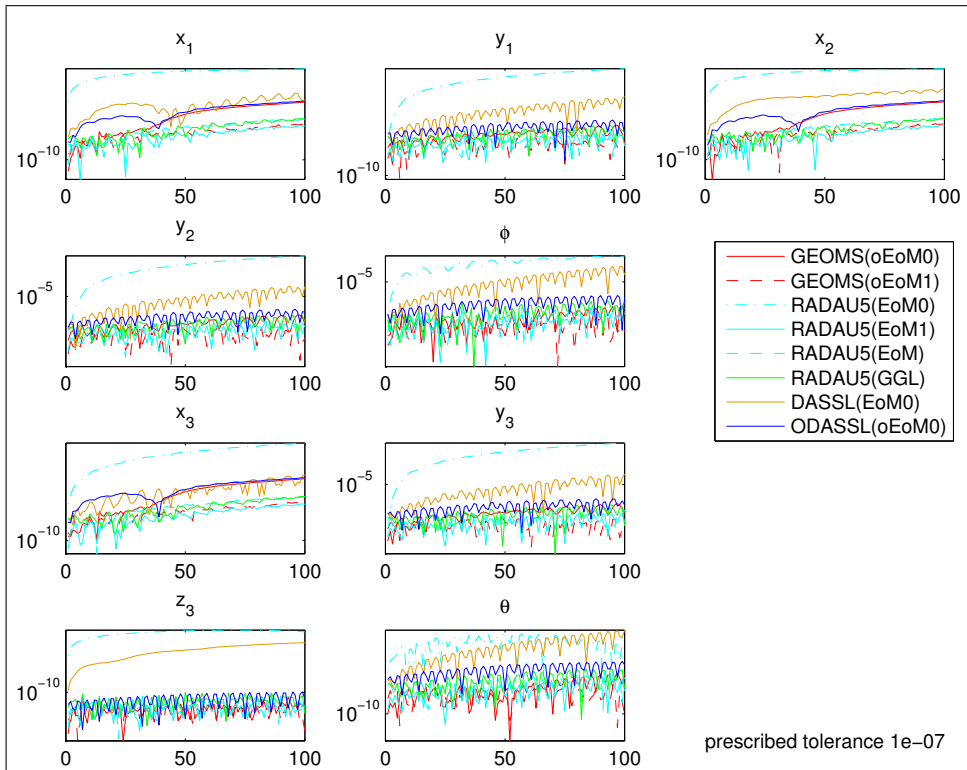 x1
y1
x2
10−10
0 50 100
10−10
0 50 100
10−10
0 50 100
y2
ϕ
10−5
0 50 100
10−5
0 50 100
GEOMS(oEoM0)
GEOMS(oEoM1)
RADAU5(EoM0)
RADAU5(EoM1)
RADAU5(EoM)
RADAU5(GGL)
DASSL(EoM0)
ODASSL(oEoM0)
x3
y3
10−10
0 50 100
10−5
0 50 100
z3
θ
10−10
0 50 100
10−10
0 50 100
prescribed tolerance 1e−07